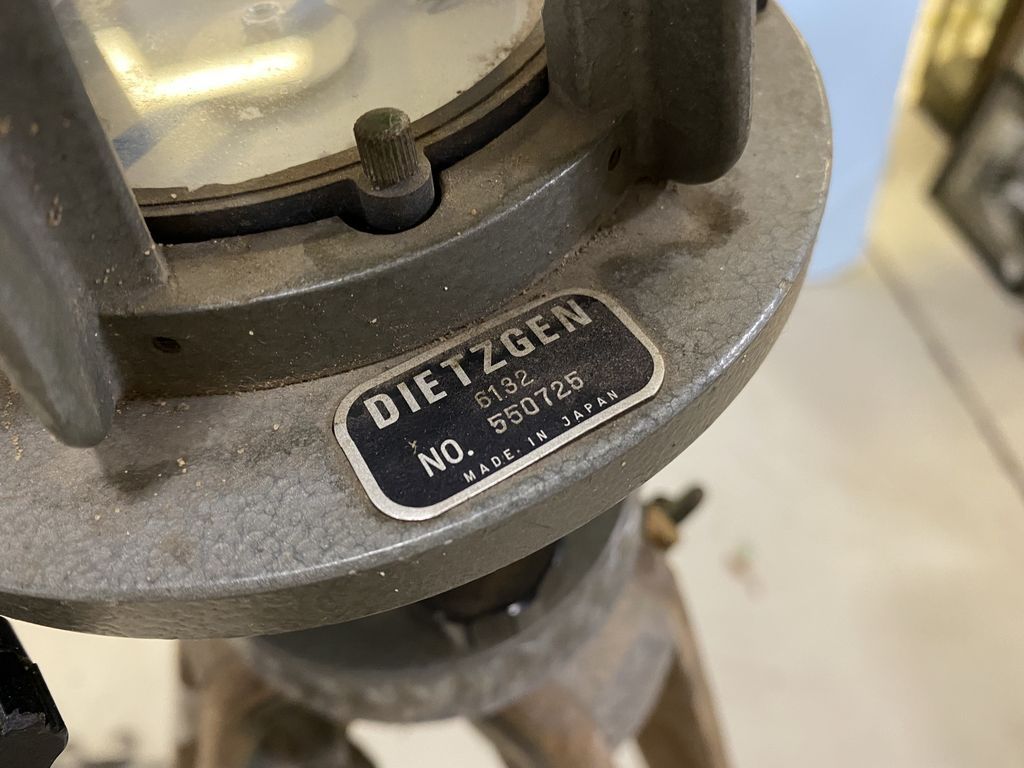 DIETZGEN
6132
NO. 550725
MADE IN JAPAN